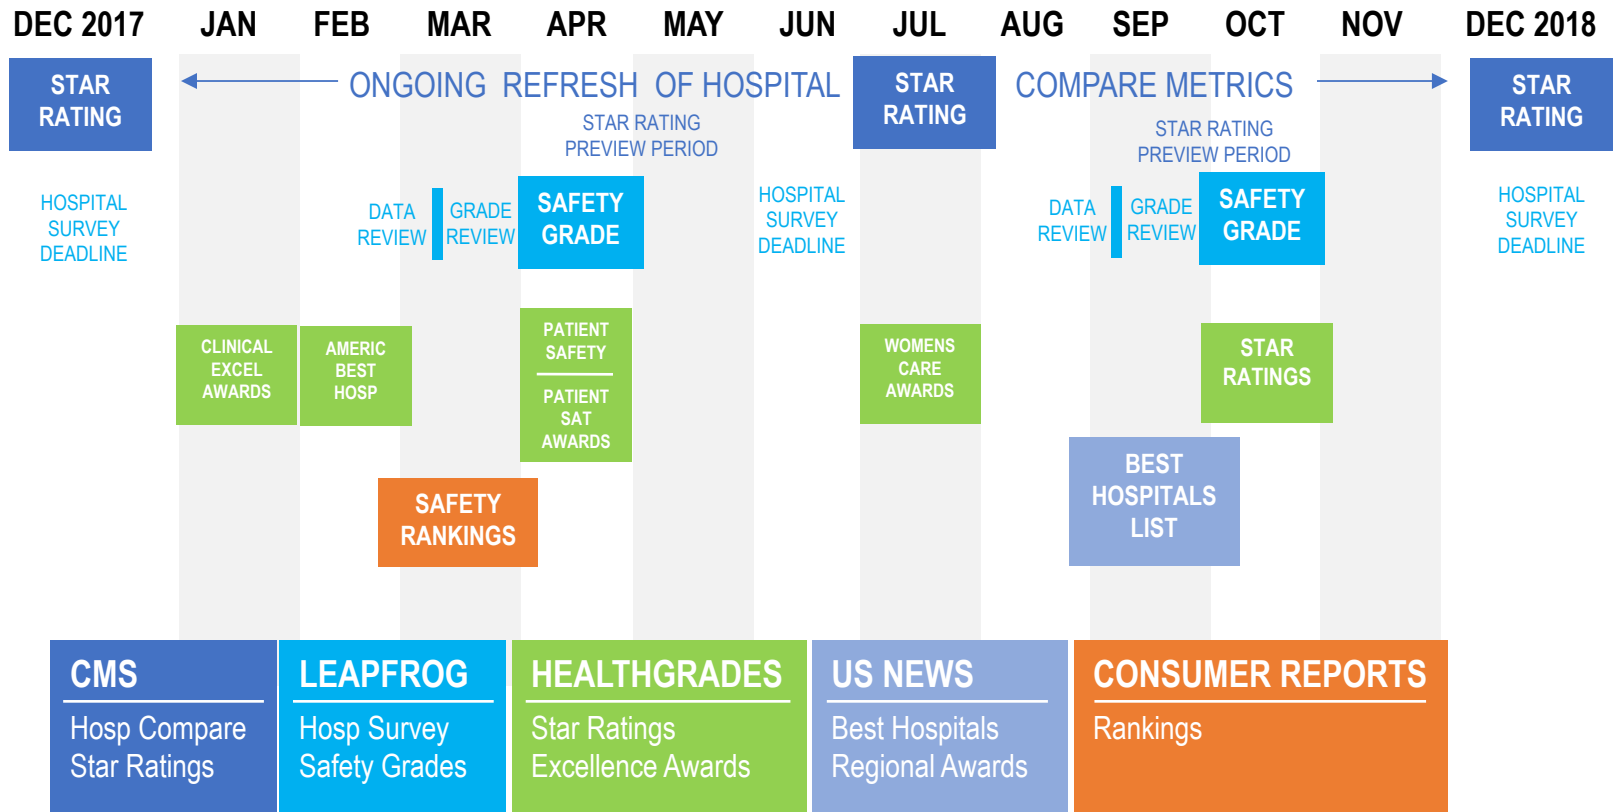 DEC 2017 JAN FEB MAR APR MAY JUN JUL AUG SEP OCT NOV DEC 2018
STAR
RATING
ONGOING REFRESH OF HOSPITAL
STAR
RATING
COMPARE METRICS
STAR
RATING
STAR RATING
PREVIEW PERIOD
STAR RATING
PREVIEW PERIOD
HOSPITAL
SURVEY
DEADLINE
DATA
REVIEW
GRADE
REVIEW
SAFETY
GRADE
HOSPITAL
SURVEY
DEADLINE
DATA
REVIEW
GRADE
REVIEW
SAFETY
GRADE
HOSPITAL
SURVEY
DEADLINE
CLINICAL
EXCEL
AWARDS
AMERIC
BEST
HOSP
PATIENT
SAFETY
PATIENT
SAT
AWARDS
WOMENS
CARE
AWARDS
STAR
RATINGS
SAFETY
RANKINGS
BEST
HOSPITALS
LIST
CMS
Hosp Compare
Star Ratings
LEAPFROG
Hosp Survey
Safety Grades
HEALTHGRADES
Star Ratings
Excellence Awards
US NEWS
Best Hospitals
Regional Awards
CONSUMER REPORTS
Rankings